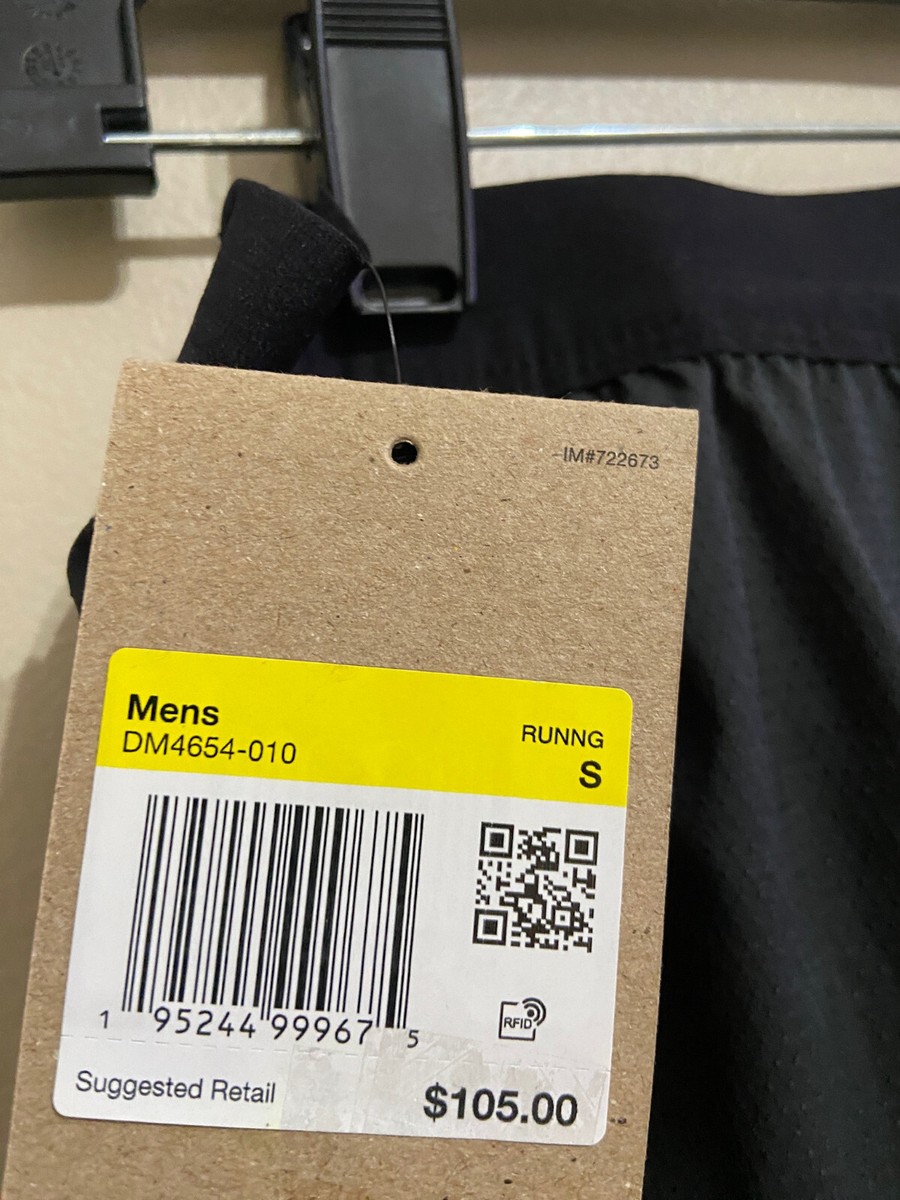 IM#722673
Mens
DM4654-010
RUNNG
S
1 95244 99967 5
RFID
Suggested Retail
$105.00